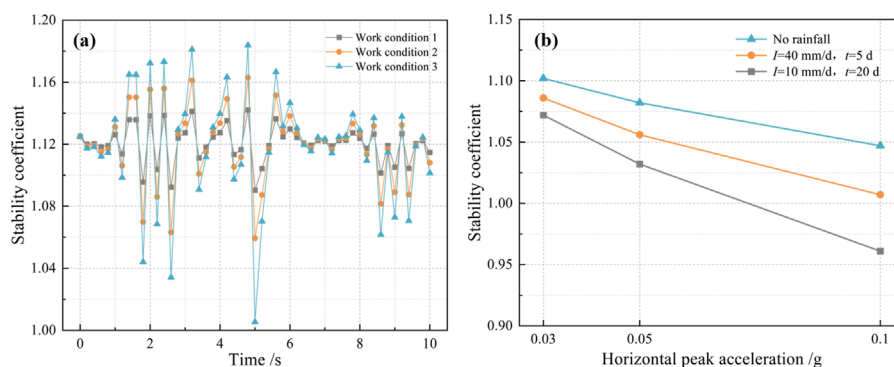 (a)
Work condition 1
Work condition 2
Work condition 3
Stability coefficient
1.20
1.16
1.12
1.08
1.04
1.00
0
2
4
6
8
10
Time /s
(b)
No rainfall
I=40 mm/d，t=5 d
I=10 mm/d，t=20 d
Stability coefficient
1.15
1.10
1.05
1.00
0.95
0.90
0.03
0.05
0.1
Horizontal peak acceleration /g